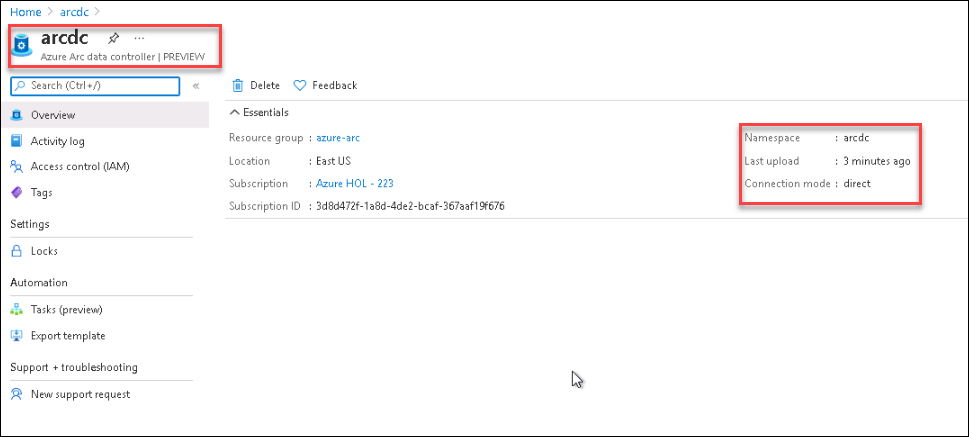 Home > arcdc >
arcdc ...
Azure Arc data controller | PREVIEW
Search (Ctrl+/) «
Delete Feedback
Overview
Activity log
Access control (IAM)
Tags
Settings
Locks
Automation
Tasks (preview)
Export template
Support + troubleshooting
New support request
Essentials
Resource group : azure-arc
Location : East US
Subscription : Azure HOL - 223
Subscription ID : 3d8d472f-1a8d-4de2-bcaf-367aaf19f676
Namespace : arcdc
Last upload : 3 minutes ago
Connection mode : direct